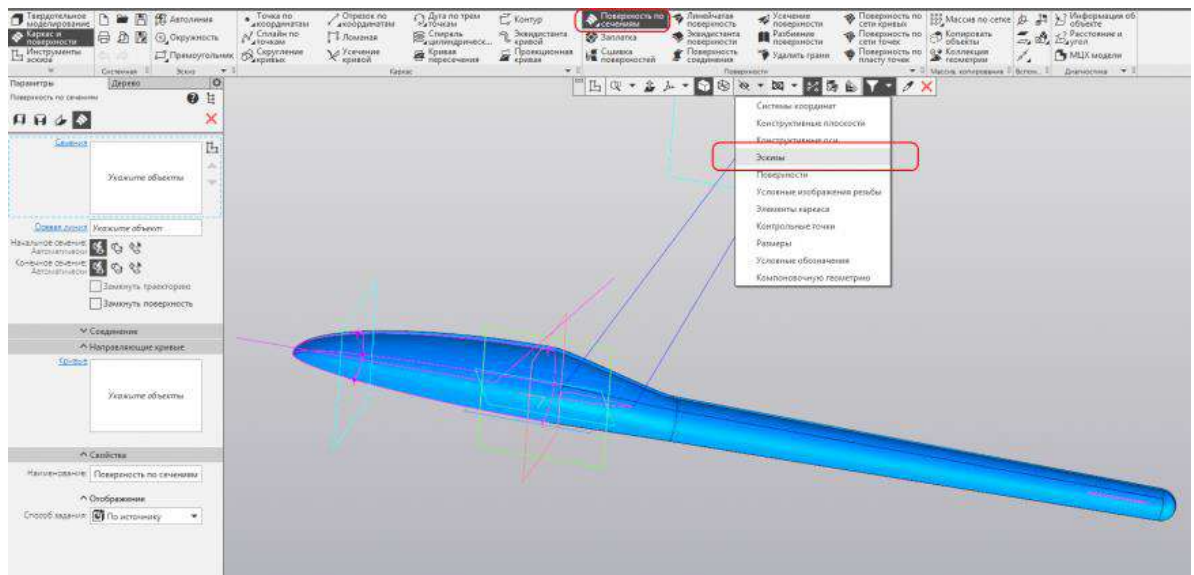 Твердотельное моделирование
Каркас и поверхности
Инструменты эскиза
Системная
Автолиния
Окружность
Прямоугольник
Эскиз
Точка по координатам
Сплайн по точкам
Скругление кривых
Отрезок по координатам
Ломаная
Усечение кривой
Дуга по трем точкам
Спираль цилиндрическ...
Кривая пересечения
Контур
Эквидистанта кривой
Проекционная кривая
Каркас
Поверхность по сечениям
Заплатка
Сшивка поверхностей
Линейчатая поверхность
Эквидистанта поверхности
Поверхность соединения
Усечение поверхности
Разбиение поверхности
Удалить грани
Поверхность по сети кривых
Поверхность по сети точек
Поверхность по пласту точек
Поверхности
Массив по сетке
Копировать объекты
Коллекция геометрии
Массив, копирование
Вспом...
Информация об объекте
Расстояние и угол
МЦХ модели
Диагностика
Параметры
Дерево
Поверхность по сечениям
Сечения
Укажите объекты
Осевая линия
Укажите объект
Начальное сечение:
Автоматически
Конечное сечение:
Автоматически
Замкнуть траекторию
Замкнуть поверхность
Соединение
Направляющие кривые
Кривые
Укажите объекты
Свойства
Наименование:
Поверхность по сечениям
Отображение
Способ задания:
По источнику
Системы координат
Конструктивные плоскости
Конструктивные оси
Эскизы
Поверхности
Условные изображения резьбы
Элементы каркаса
Контрольные точки
Размеры
Условные обозначения
Компоновочную геометрию